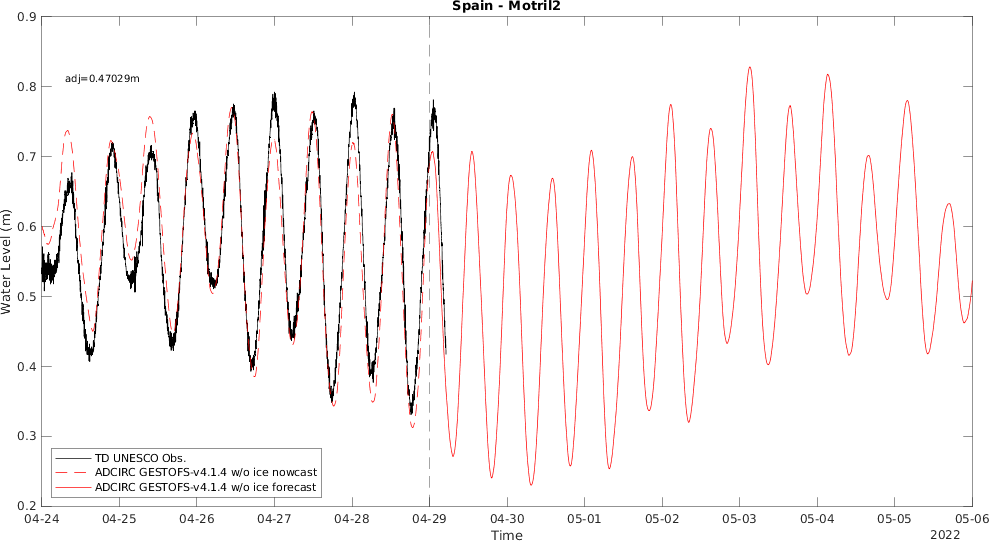 Spain - Motril2
adj=0.47029m
Water Level (m)
0.9
0.8
0.7
0.6
0.5
0.4
0.3
0.2
TD UNESCO Obs.
ADCIRC GESTOFS-v4.1.4 w/o ice nowcast
ADCIRC GESTOFS-v4.1.4 w/o ice forecast
04-24 04-25 04-26 04-27 04-28 04-29 04-30 05-01 05-02 05-03 05-04 05-05 05-06
Time
2022